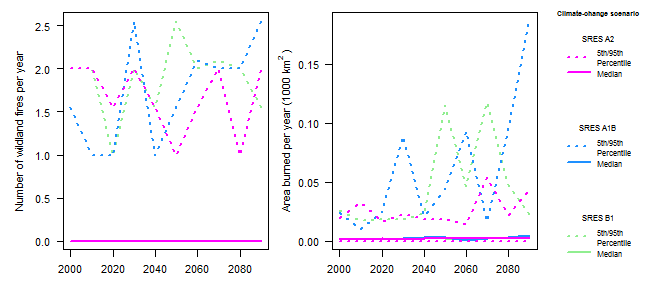 Climate-change scenario
Number of wildland fires per year
2.5
2.0
1.5
1.0
0.5
0.0
2000
2020
2040
2060
2080
Area burned per year (1000 km²)
0.15
0.10
0.05
0.00
2000
2020
2040
2060
2080
SRES A2
5th/95th
Percentile
Median
SRES A1B
5th/95th
Percentile
Median
SRES B1
5th/95th
Percentile
Median